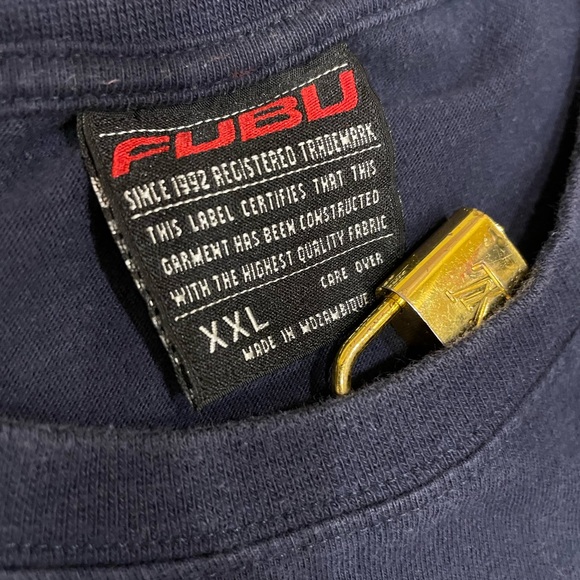 FUBU
SINCE 1992 REGISTERED TRADEMARK
THIS LABEL CERTIFIES THAT THIS
GARMENT HAS BEEN CONSTRUCTED
WITH THE HIGHEST QUALITY FABRIC
XXL
CARE OVER
MADE IN MOZAMBIQUE